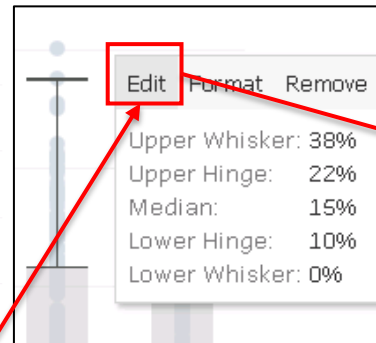 Edit Format Remove
Upper Whisker: 38%
Upper Hinge: 22%
Median: 15%
Lower Hinge: 10%
Lower Whisker: 0%